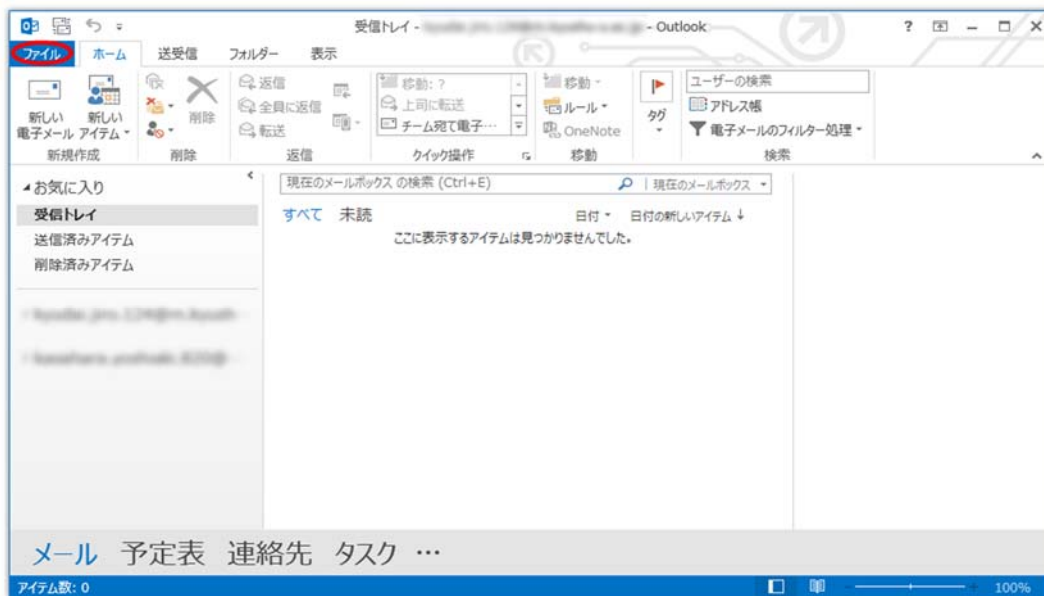 受信トレイ - - Outlook
ファイル ホーム 送受信 フォルダー 表示
新しい
電子メール
新しい
アイテム
新規作成
削除
削除
返信
全員に返信
転送
返信
移動: ?
上司に転送
チーム宛て電子…
クイック操作
移動
ルール
OneNote
移動
タグ
ユーザーの検索
アドレス帳
電子メールのフィルター処理
検索
お気に入り
受信トレイ
送信済みアイテム
削除済みアイテム
現在のメールボックス の検索 (Ctrl+E) 現在のメールボックス
すべて 未読 日付 日付の新しいアイテム ↓
ここに表示するアイテムは見つかりませんでした。
メール 予定表 連絡先 タスク …
アイテム数: 0 100%